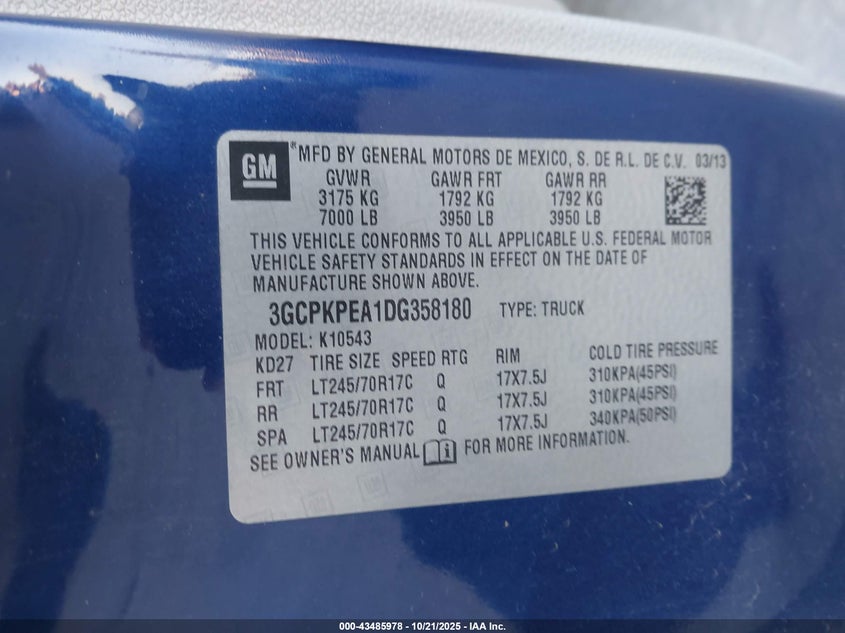 GM
®MFD BY GENERAL MOTORS DE MEXICO, S. DE R.L. DE C.V. 03/13
GVWR GAWR FRT GAWR RR
3175 KG 1792 KG 1792 KG
7000 LB 3950 LB 3950 LB
THIS VEHICLE CONFORMS TO ALL APPLICABLE U.S. FEDERAL MOTOR
VEHICLE SAFETY STANDARDS IN EFFECT ON THE DATE OF
MANUFACTURE SHOWN ABOVE.
3GCPKPEA1DG358180 TYPE: TRUCK
MODEL: K10543
KD27 TIRE SIZE SPEED RTG RIM COLD TIRE PRESSURE
FRT LT245/70R17C Q 17X7.5J 310KPA(45PSI)
RR LT245/70R17C Q 17X7.5J 310KPA(45PSI)
SPA LT245/70R17C Q 17X7.5J 340KPA(50PSI)
SEE OWNER'S MANUAL i FOR MORE INFORMATION.
000-43485978 - 10/21/2025 - IAA Inc.